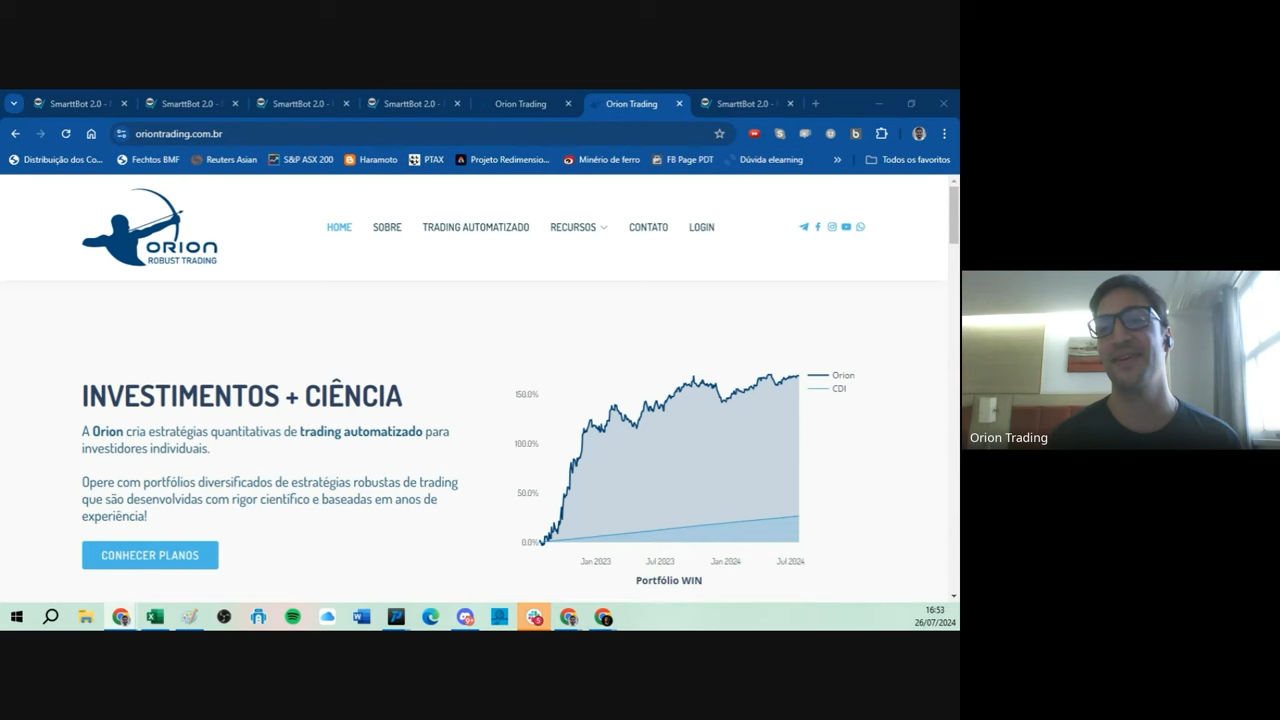 SmarttBot 2.0 -
SmarttBot 2.0 -
SmarttBot 2.0 -
SmarttBot 2.0 -
Orion Trading
Orion Trading
SmarttBot 2.0 -
oriontrading.com.br
Distribuição dos Co...
Fechtos BMF
Reuters Asian
S&P ASX 200
Haramoto
PTAX
Projeto Redimensio...
Minério de ferro
FB Page PDT
Dúvida elearning
Todos os favoritos
ORION
ROBUST TRADING
HOME
SOBRE
TRADING AUTOMATIZADO
RECURSOS
CONTATO
LOGIN
INVESTIMENTOS + CIÊNCIA
A Orion cria estratégias quantitativas de trading automatizado para
investidores individuais.
Opere com portfólios diversificados de estratégias robustas de trading
que são desenvolvidas com rigor científico e baseadas em anos de
experiência!
CONHECER PLANOS
Orion
CDI
150.0%
100.0%
50.0%
0.0%
Jan 2023
Jul 2023
Jan 2024
Jul 2024
Portfólio WIN
Orion Trading
16:53
26/07/2024